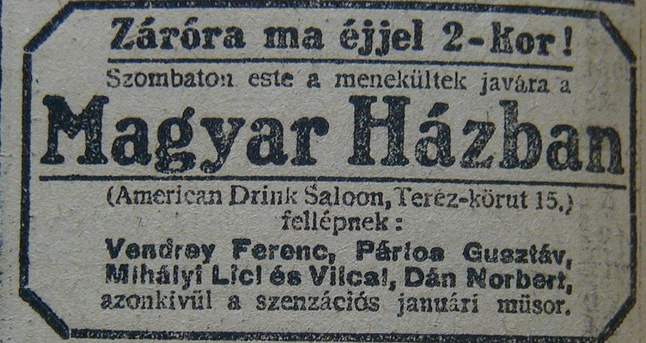 Záróra ma éjjel 2-kor!
Szombaton este a menekültek javára a
Magyar Házban
(American Drink Saloon, Teréz-körut 15.)
fellépnek:
Vendrey Ferenc, Pártos Gusztáv,
Mihályi Lici és Vilcsi, Dán Norbert,
azonkivül a szenzációs januári müsor.